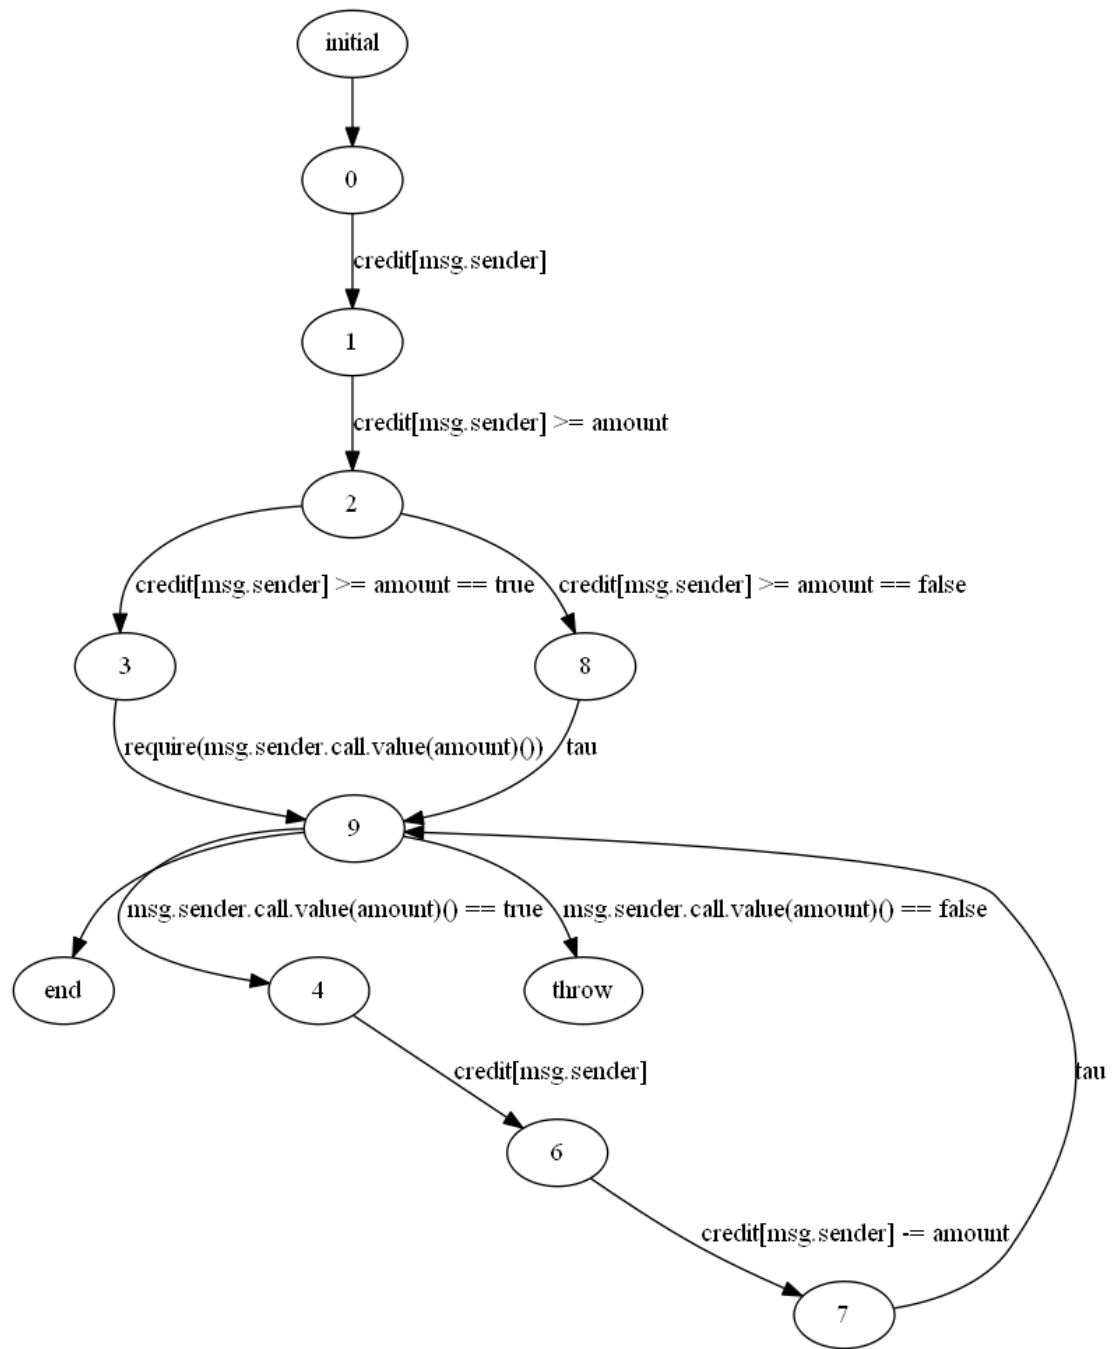 initial
0
credit[msg.sender]
1
credit[msg.sender] >= amount
2
credit[msg.sender] >= amount == true
credit[msg.sender] >= amount == false
3
8
require(msg.sender.call.value(amount)())
tau
9
msg.sender.call.value(amount)() == true
msg.sender.call.value(amount)() == false
end
4
throw
credit[msg.sender]
tau
6
credit[msg.sender] -= amount
7